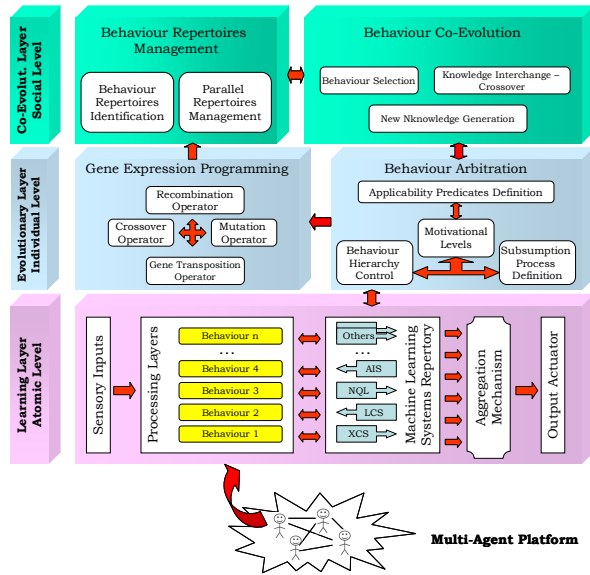 Co-Evolut. Layer
Social Level
Behaviour Repertoires
Management
Behaviour
Repertoires
Identification
Parallel
Repertoires
Management
Behaviour Co-Evolution
Behaviour Selection
Knowledge Interchange –
Crossover
New Nknowledge Generation
Evolutionary Layer
Individual Level
Gene Expression Programming
Recombination
Operator
Crossover
Operator
Mutation
Operator
Gene Transposition
Operator
Behaviour Arbitration
Applicability Predicates Definition
Motivational
Levels
Behaviour
Hierarchy
Control
Subsumption
Process
Definition
Learning Layer
Atomic Level
Sensory Inputs
Processing Layers
Behaviour n
...
Behaviour 4
Behaviour 3
Behaviour 2
Behaviour 1
Others
...
AIS
NQL
LCS
XCS
Machine Learning
Systems Repertory
Aggregation
Mechanism
Output Actuator
Multi-Agent Platform